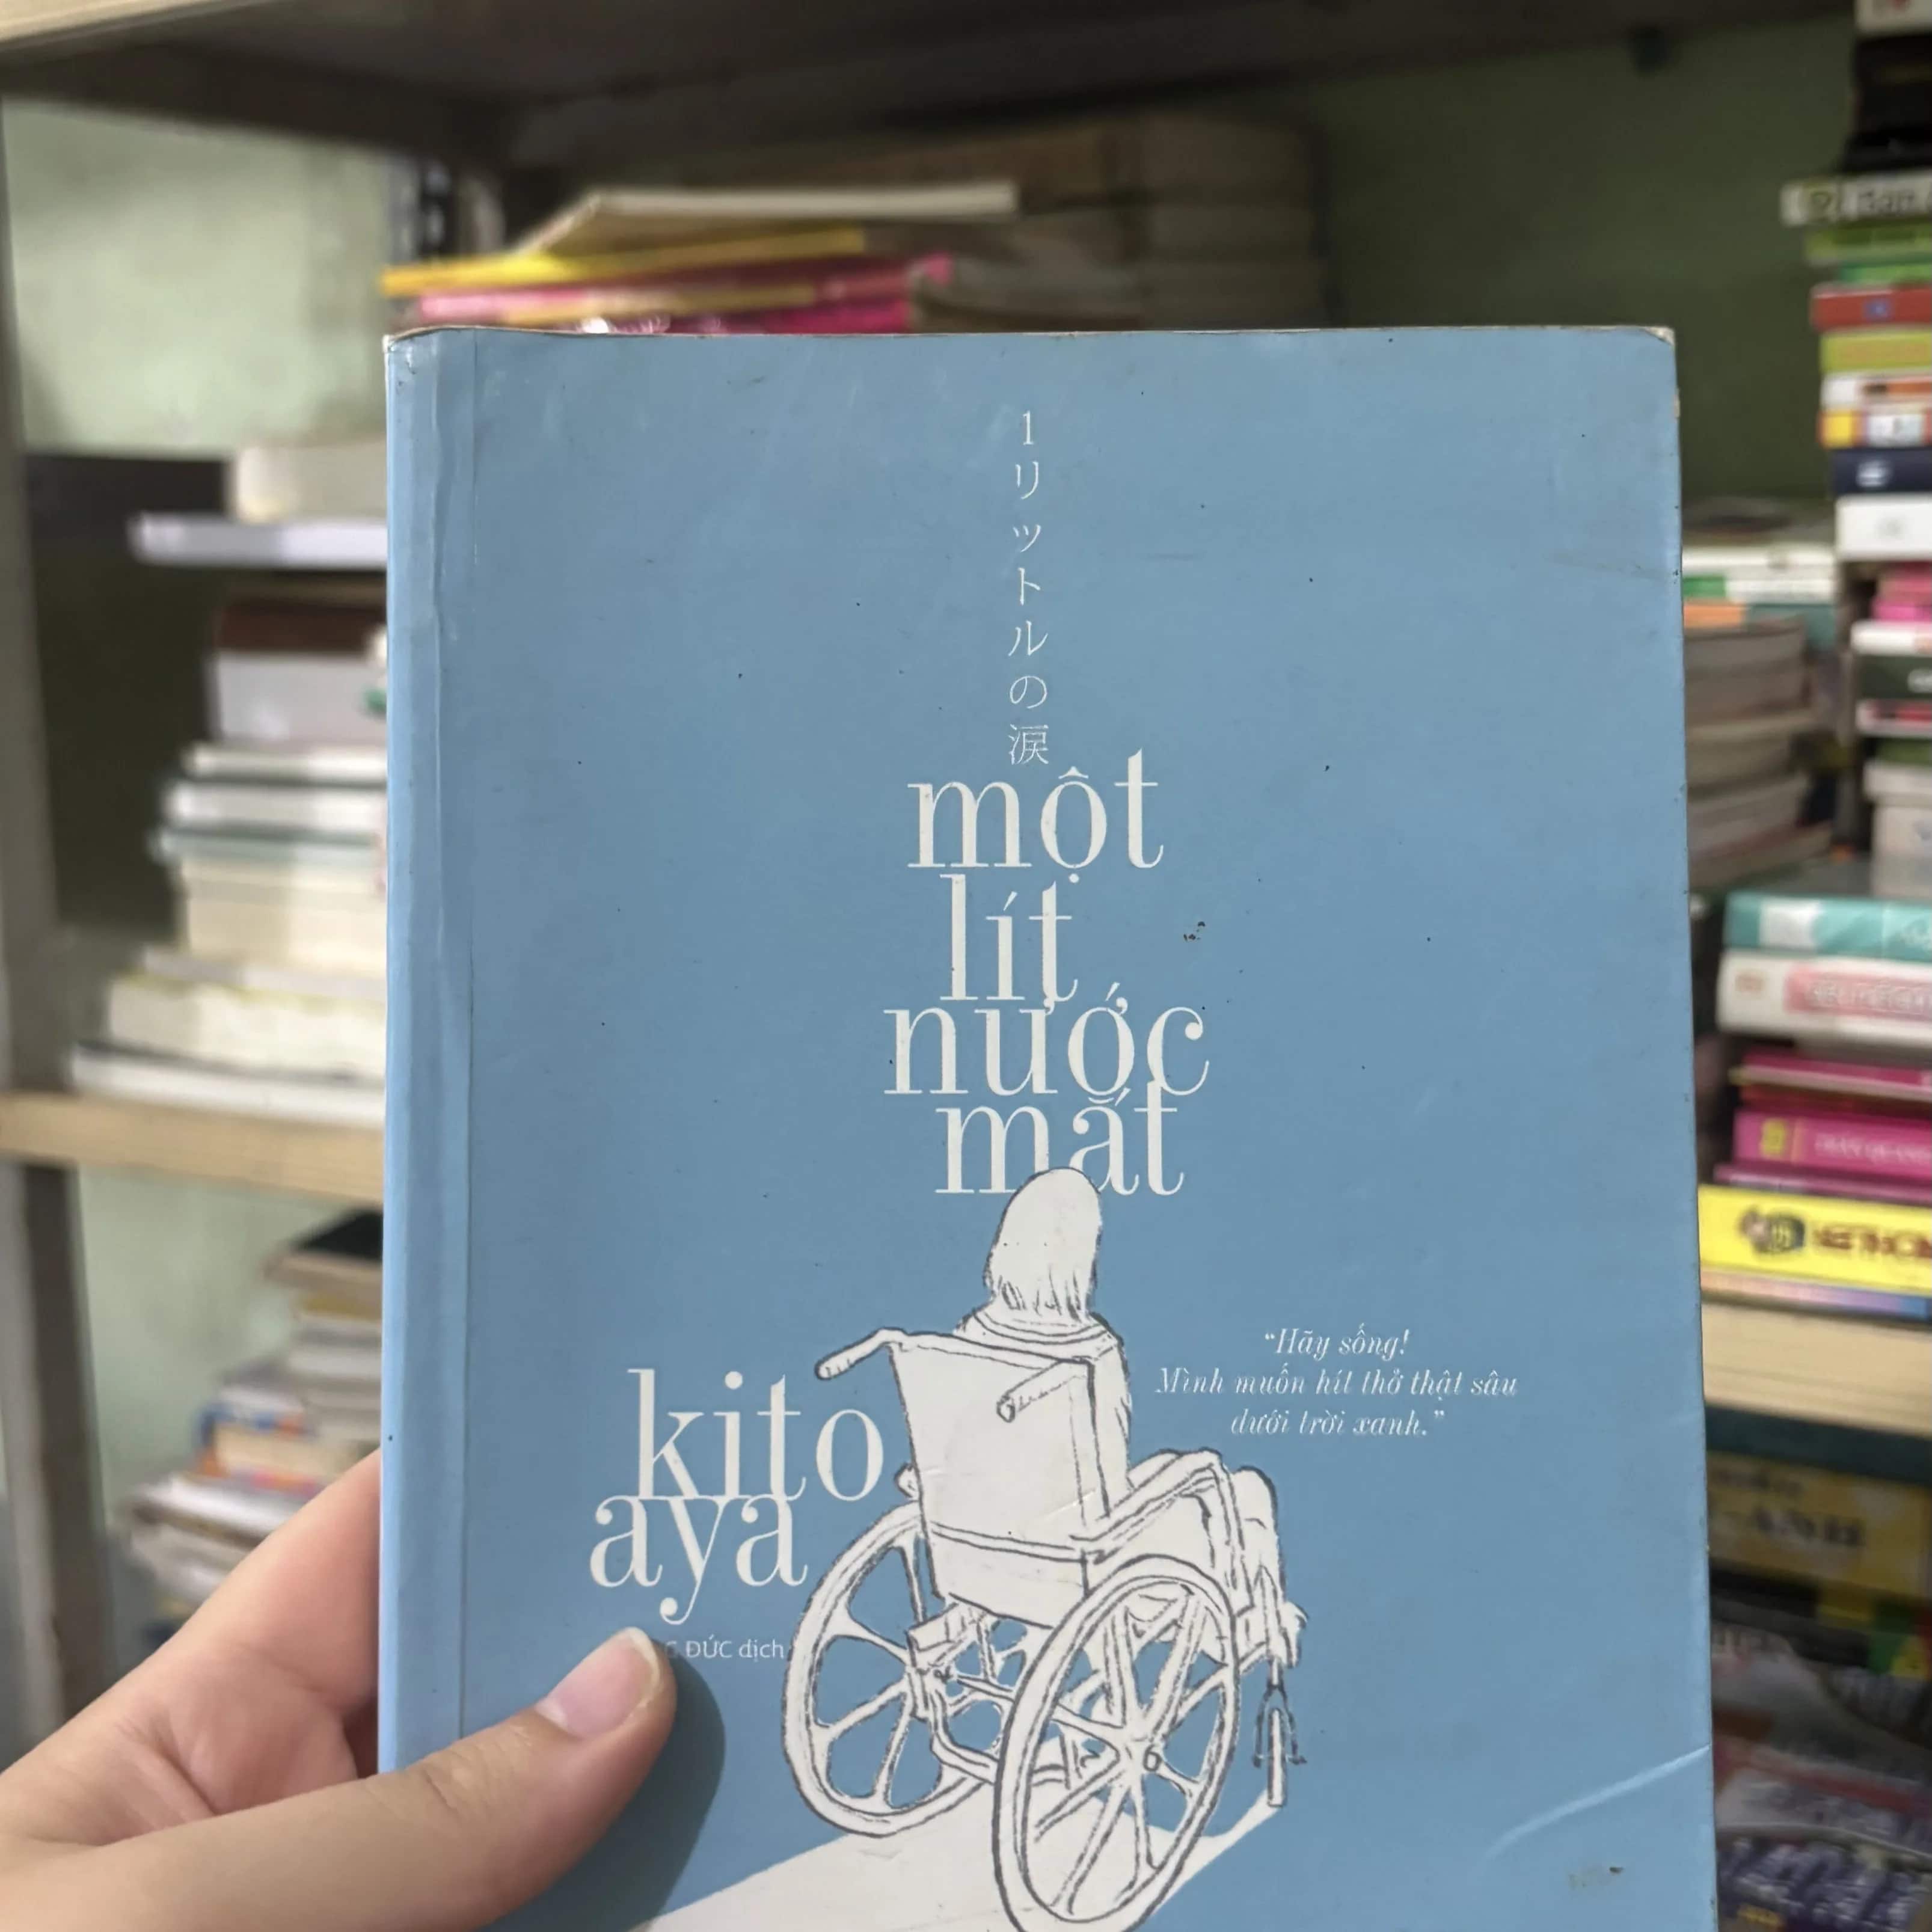 1リットルの涙
một
lít
nước
mắt
“Hãy sống!
Mình muốn hít thở thật sâu
dưới trời xanh.”
kito
aya
ĐỨC dịch